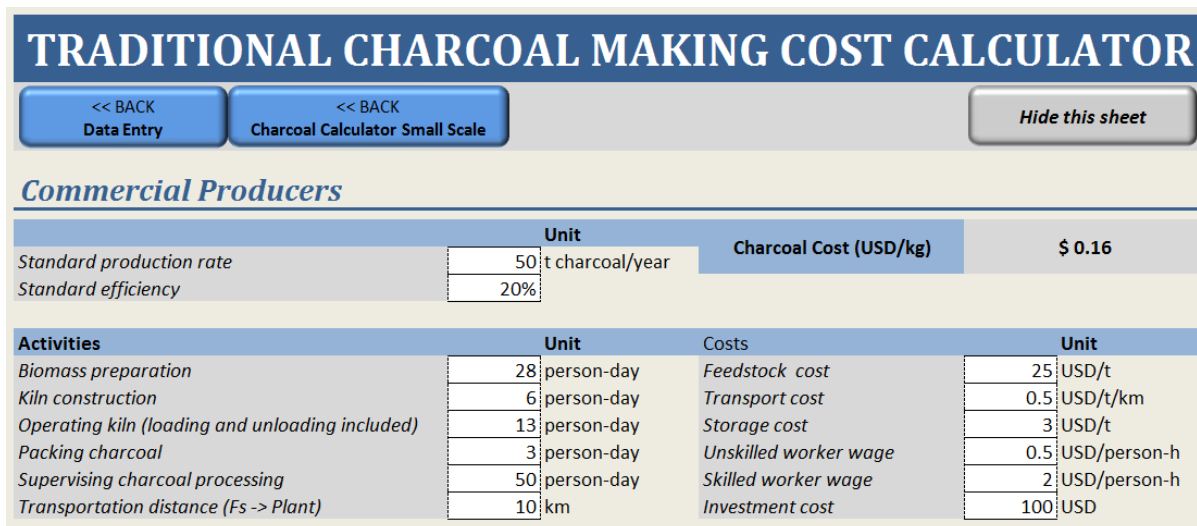 TRADITIONAL CHARCOAL MAKING COST CALCULATOR
<< BACK
Data Entry
<< BACK
Charcoal Calculator Small Scale
Hide this sheet
Commercial Producers
Unit
Standard production rate 50 t charcoal/year
Standard efficiency 20%
Charcoal Cost (USD/kg) $ 0.16
Activities Unit Costs Unit
Biomass preparation 28 person-day Feedstock cost 25 USD/t
Kiln construction 6 person-day Transport cost 0.5 USD/t/km
Operating kiln (loading and unloading included) 13 person-day Storage cost 3 USD/t
Packing charcoal 3 person-day Unskilled worker wage 0.5 USD/person-h
Supervising charcoal processing 50 person-day Skilled worker wage 2 USD/person-h
Transportation distance (Fs -> Plant) 10 km Investment cost 100 USD